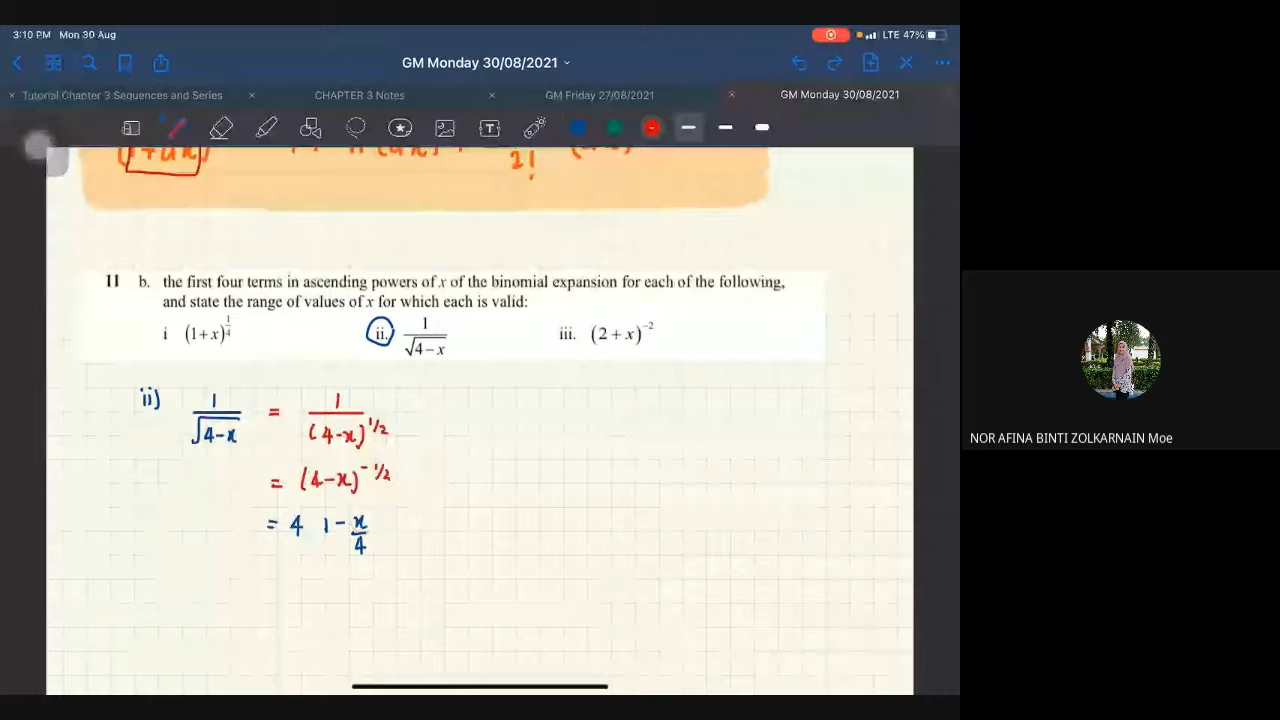 3:10 PM Mon 30 Aug
LTE 47%
GM Monday 30/08/2021
× Tutorial Chapter 3 Sequences and Series
× CHAPTER 3 Notes
× GM Friday 27/08/2021
× GM Monday 30/08/2021
2!
11 b. the first four terms in ascending powers of x of the binomial expansion for each of the following,
and state the range of values of x for which each is valid:
i (1+x)^{1/4} ii. 1/√(4−x) iii. (2+x)^{−2}
ii) 1/√(4-x) = 1/(4-x)^{1/2}
= (4-x)^{-1/2}
= 4 1 - x/4
NOR AFINA BINTI ZOLKARNAIN Moe